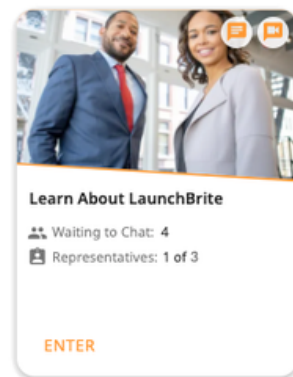 Learn About LaunchBrite
Waiting to Chat: 4
Representatives: 1 of 3
ENTER